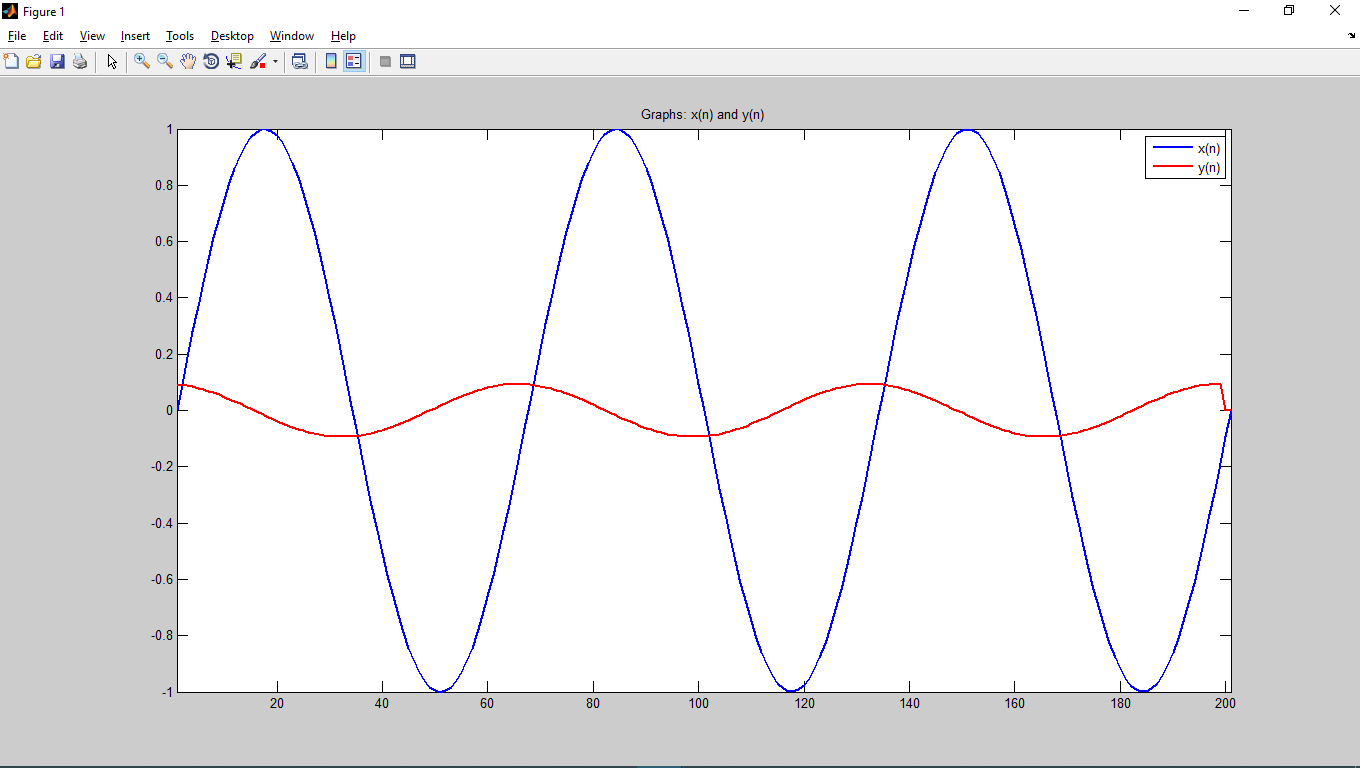 Figure 1
File Edit View Insert Tools Desktop Window Help
Graphs: x(n) and y(n)
x(n)
y(n)
1
0.8
0.6
0.4
0.2
0
-0.2
-0.4
-0.6
-0.8
-1
20 40 60 80 100 120 140 160 180 200